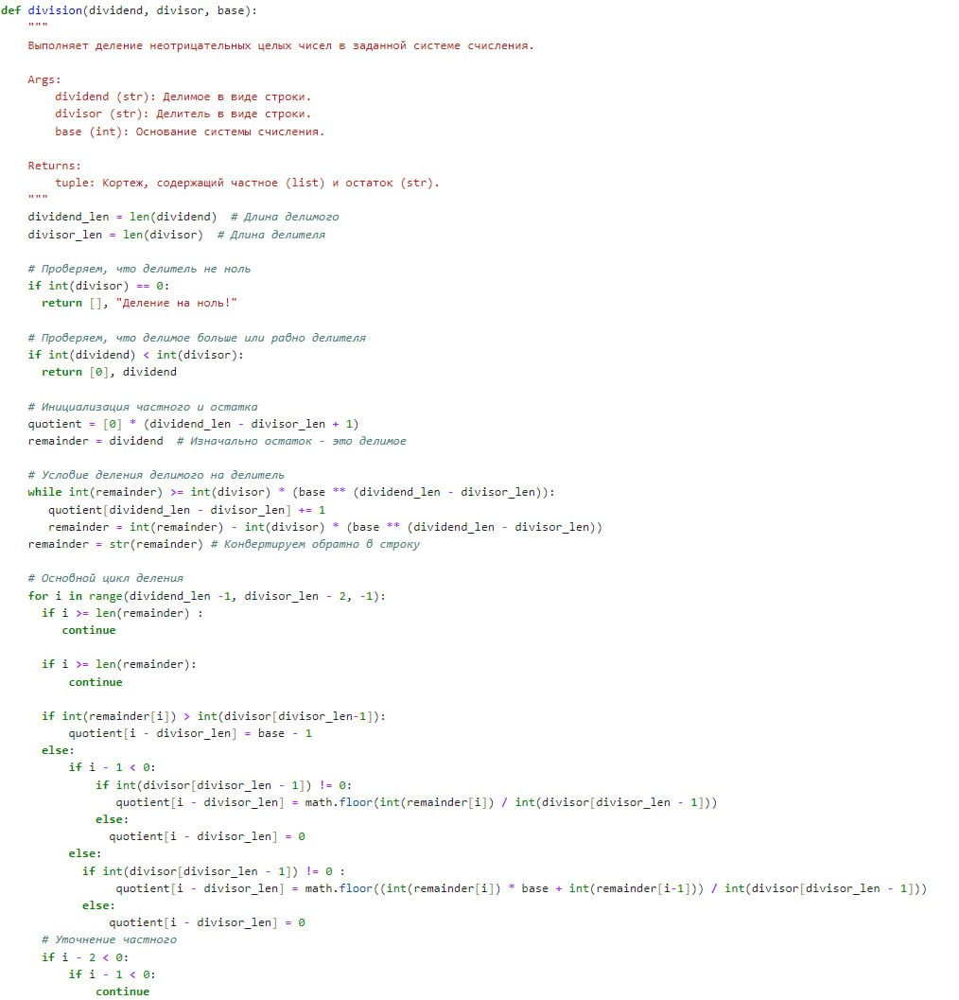 def division(dividend, divisor, base):
    """
    Выполняет деление неотрицательных целых чисел в заданной системе счисления.

    Args:
        dividend (str): Делимое в виде строки.
        divisor (str): Делитель в виде строки.
        base (int): Основание системы счисления.

    Returns:
        tuple: Кортеж, содержащий частное (list) и остаток (str).
    """
    dividend_len = len(dividend)  # Длина делимого
    divisor_len = len(divisor)  # Длина делителя

    # Проверяем, что делитель не ноль
    if int(divisor) == 0:
      return [], "Деление на ноль!"

    # Проверяем, что делимое больше или равно делителя
    if int(dividend) < int(divisor):
      return [0], dividend

    # Инициализация частного и остатка
    quotient = [0] * (dividend_len - divisor_len + 1)
    remainder = dividend  # Изначально остаток - это делимое

    # Условие деления делимого на делитель
    while int(remainder) >= int(divisor) * (base ** (dividend_len - divisor_len)):
       quotient[dividend_len - divisor_len] += 1
       remainder = int(remainder) - int(divisor) * (base ** (dividend_len - divisor_len))
    remainder = str(remainder) # Конвертируем обратно в строку

    # Основной цикл деления
    for i in range(dividend_len -1, divisor_len - 2, -1):
      if i >= len(remainder) :
         continue

      if i >= len(remainder):
          continue

      if int(remainder[i]) > int(divisor[divisor_len-1]):
          quotient[i - divisor_len] = base - 1
      else:
          if i - 1 < 0:
              if int(divisor[divisor_len - 1]) != 0:
                 quotient[i - divisor_len] = math.floor(int(remainder[i]) / int(divisor[divisor_len - 1]))
              else:
                quotient[i - divisor_len] = 0
          else:
            if int(divisor[divisor_len - 1]) != 0 :
                 quotient[i - divisor_len] = math.floor((int(remainder[i]) * base + int(remainder[i-1])) / int(divisor[divisor_len - 1]))
            else:
                quotient[i - divisor_len] = 0
      # Уточнение частного
      if i - 2 < 0:
          if i - 1 < 0:
              continue